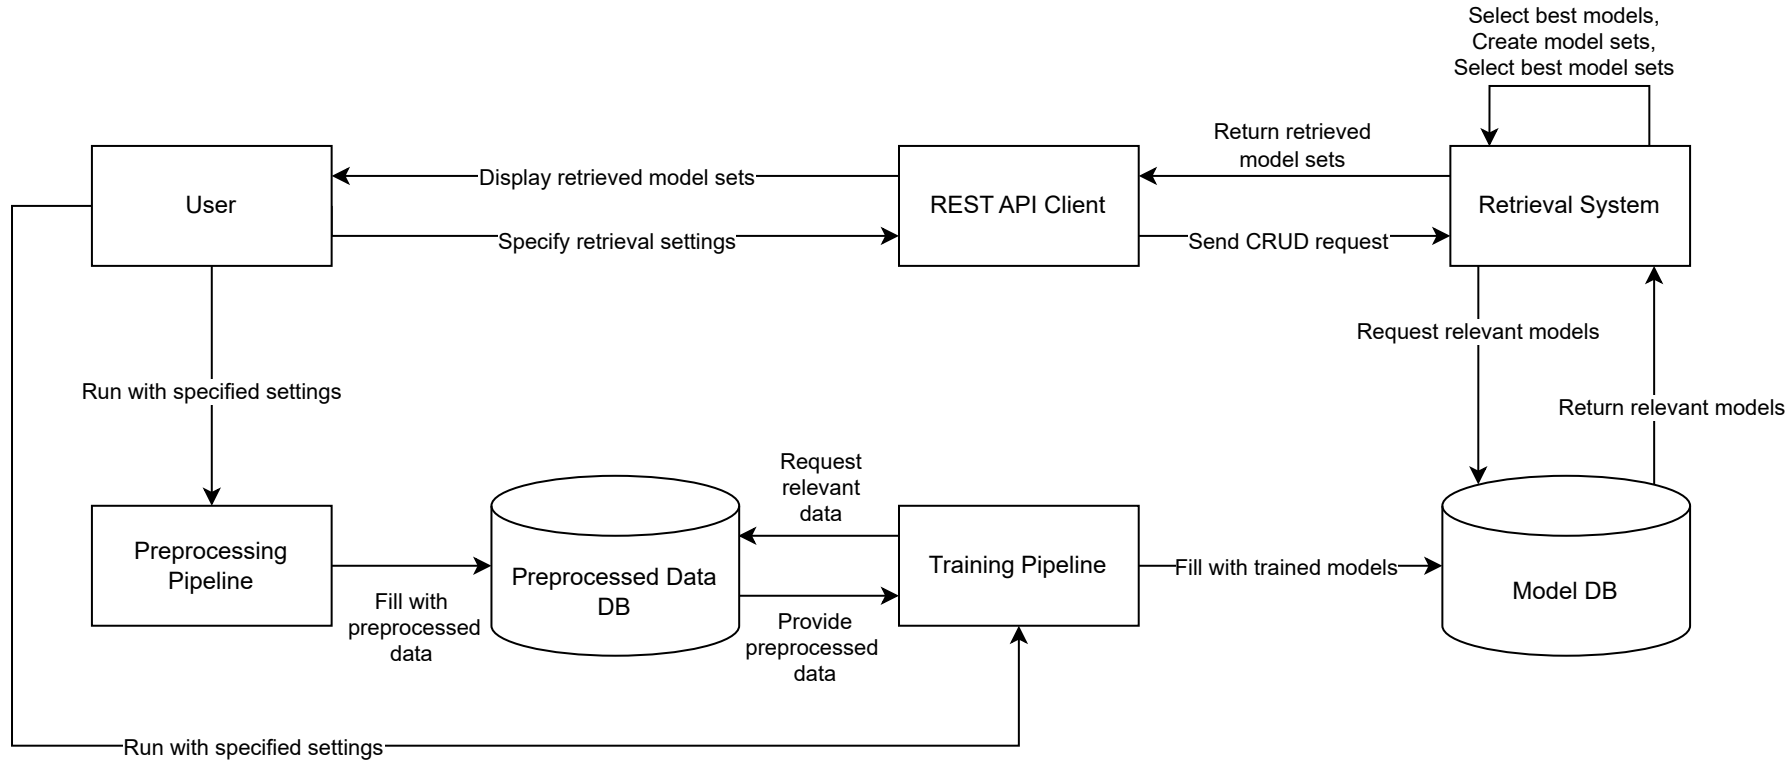 Select best models,
Create model sets,
Select best model sets
Return retrieved
model sets
Display retrieved model sets
User
REST API Client
Retrieval System
Specify retrieval settings
Send CRUD request
Request relevant models
Run with specified settings
Return relevant models
Request
relevant
data
Preprocessing
Pipeline
Preprocessed Data
DB
Training Pipeline
Fill with trained models
Model DB
Fill with
preprocessed
data
Provide
preprocessed
data
Run with specified settings